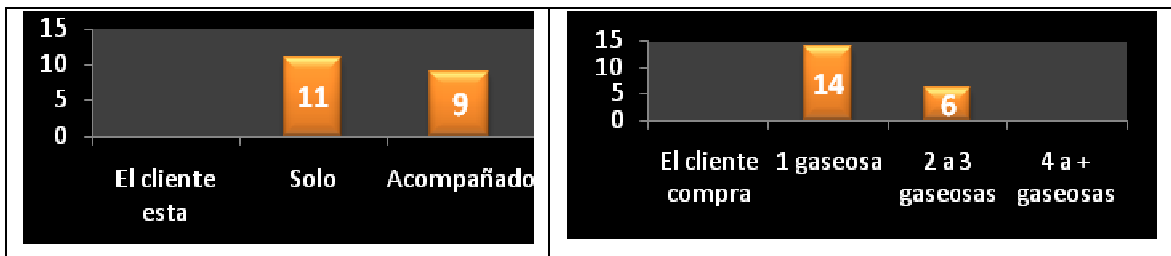 15
10
5
0
11
9
El cliente
esta
Solo
Acompañado
15
10
5
0
14
6
El cliente
compra
1 gaseosa
2 a 3
gaseosas
4 a +
gaseosas